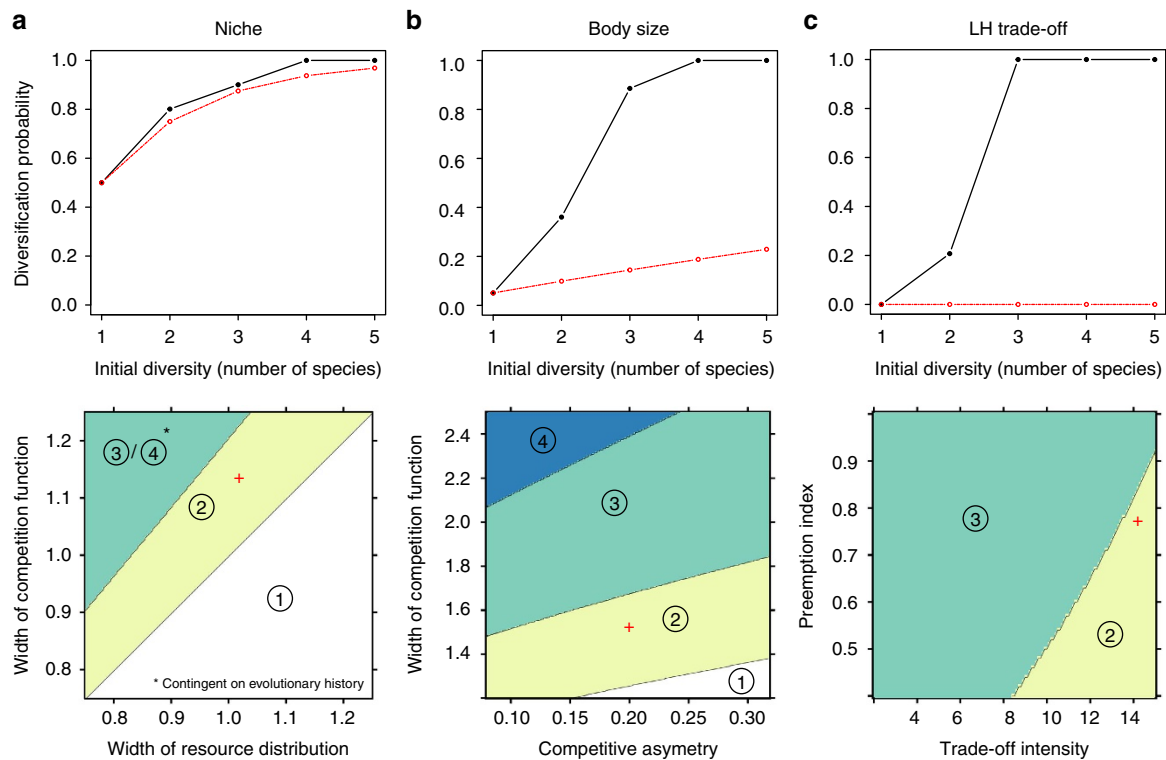 a
Niche
Diversification probability
1.0
0.8
0.6
0.4
0.2
0.0
1 2 3 4 5
Initial diversity (number of species)
b
Body size
1.0
0.8
0.6
0.4
0.2
0.0
1 2 3 4 5
Initial diversity (number of species)
c
LH trade-off
1.0
0.8
0.6
0.4
0.2
0.0
1 2 3 4 5
Initial diversity (number of species)
Width of competition function
1.2
1.1
1.0
0.9
0.8
3 / 4 *
2
1
* Contingent on evolutionary history
0.8 0.9 1.0 1.1 1.2
Width of resource distribution
Width of competition function
2.4
2.2
2.0
1.8
1.6
1.4
4
3
2
1
0.10 0.15 0.20 0.25 0.30
Competitive asymetry
Preemption index
0.9
0.8
0.7
0.6
0.5
3
2
4 6 8 10 12 14
Trade-off intensity